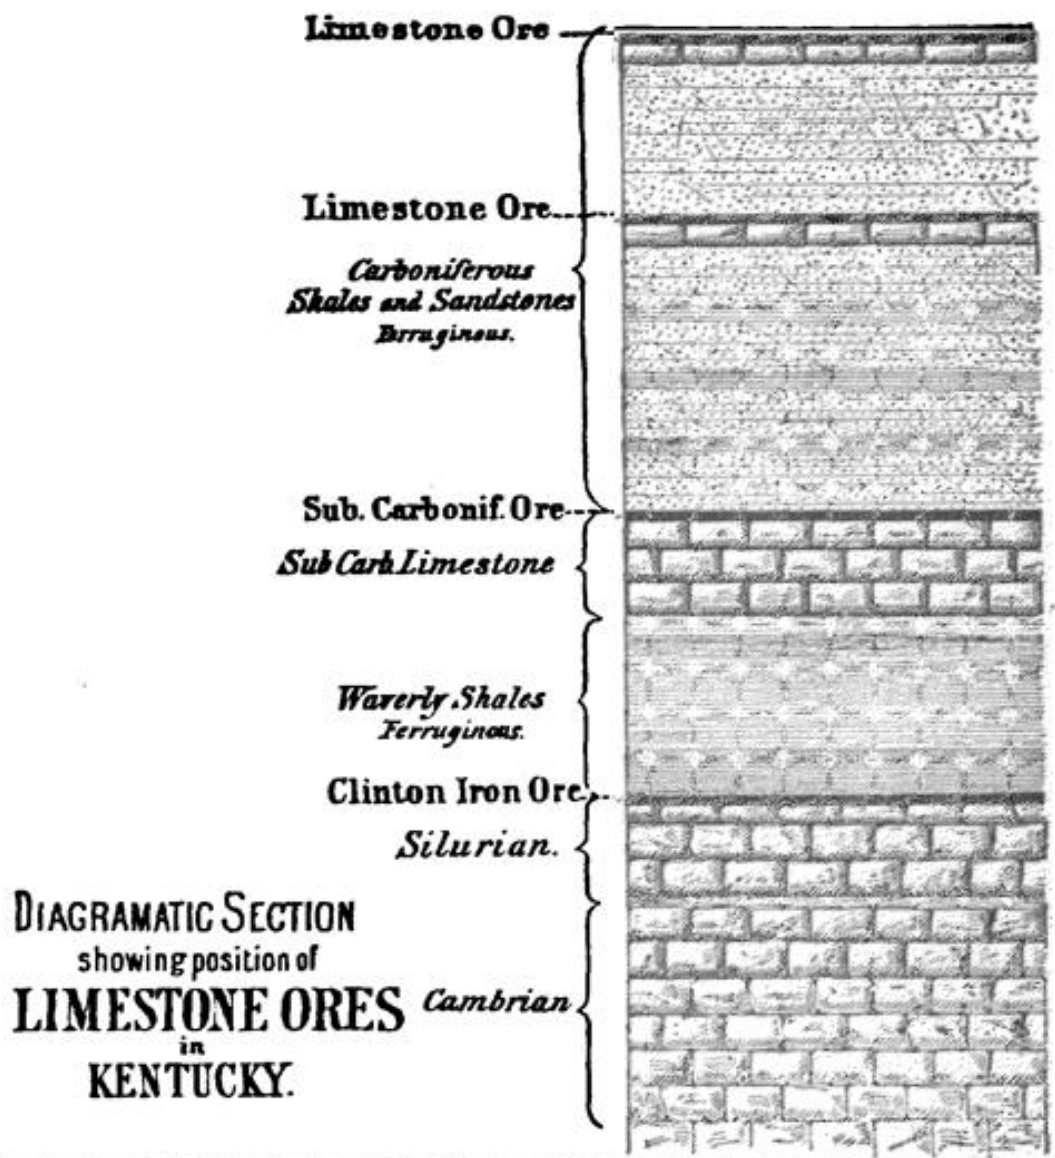 Limestone Ore
Limestone Ore
Carboniferous
Shales and Sandstones
Ferruginous.
Sub. Carbonif. Ore
Sub Carb. Limestone
Waverly Shales
Ferruginous.
Clinton Iron Ore
Silurian.
Cambrian
DIAGRAMATIC SECTION
showing position of
LIMESTONE ORES
in
KENTUCKY.